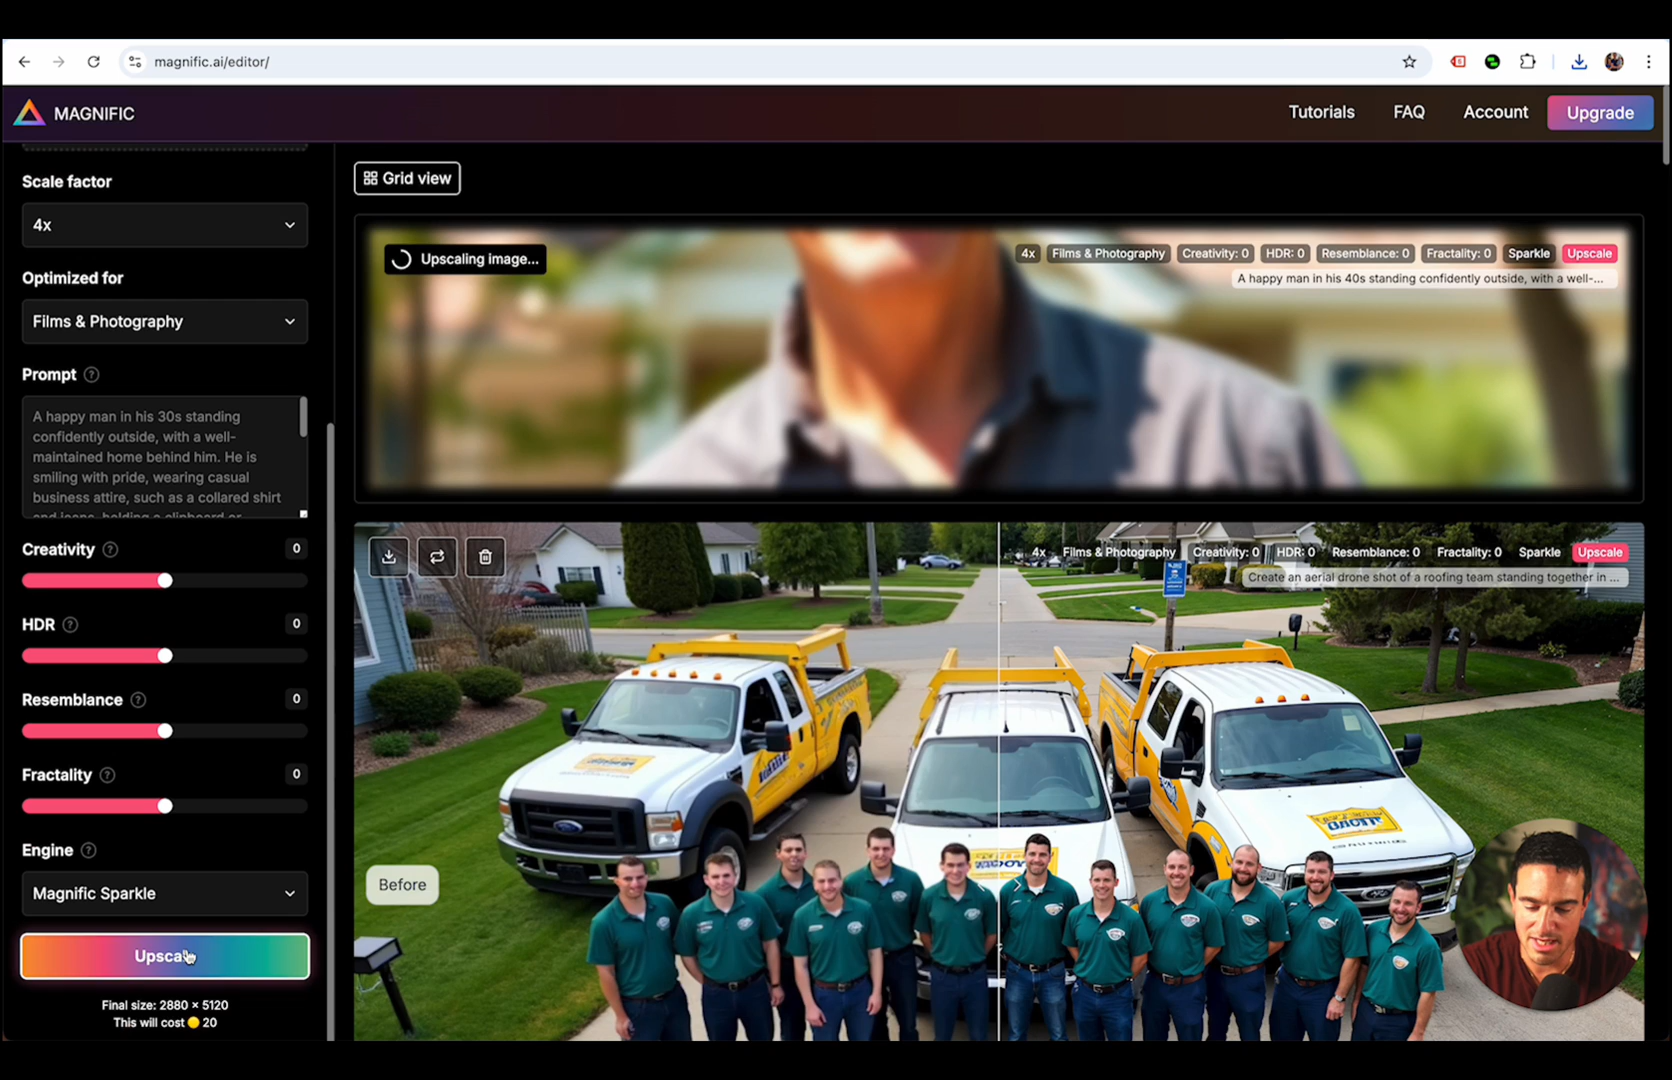 magnific.ai/editor/
MAGNIFIC
Tutorials
FAQ
Account
Upgrade
Scale factor
4x
Optimized for
Films & Photography
Prompt ?
A happy man in his 30s standing
confidently outside, with a well-
maintained home behind him. He is
smiling with pride, wearing casual
business attire, such as a collared shirt
and jeans, holding a clipboard or
Creativity ? 0
HDR ? 0
Resemblance ? 0
Fractality ? 0
Engine ?
Magnific Sparkle
Upscale
Final size: 2880 × 5120
This will cost 20
Grid view
Upscaling image...
4x Films & Photography Creativity: 0 HDR: 0 Resemblance: 0 Fractality: 0 Sparkle Upscale
A happy man in his 40s standing confidently outside, with a well-...
4x Films & Photography Creativity: 0 HDR: 0 Resemblance: 0 Fractality: 0 Sparkle Upscale
Create an aerial drone shot of a roofing team standing together in ...
Before